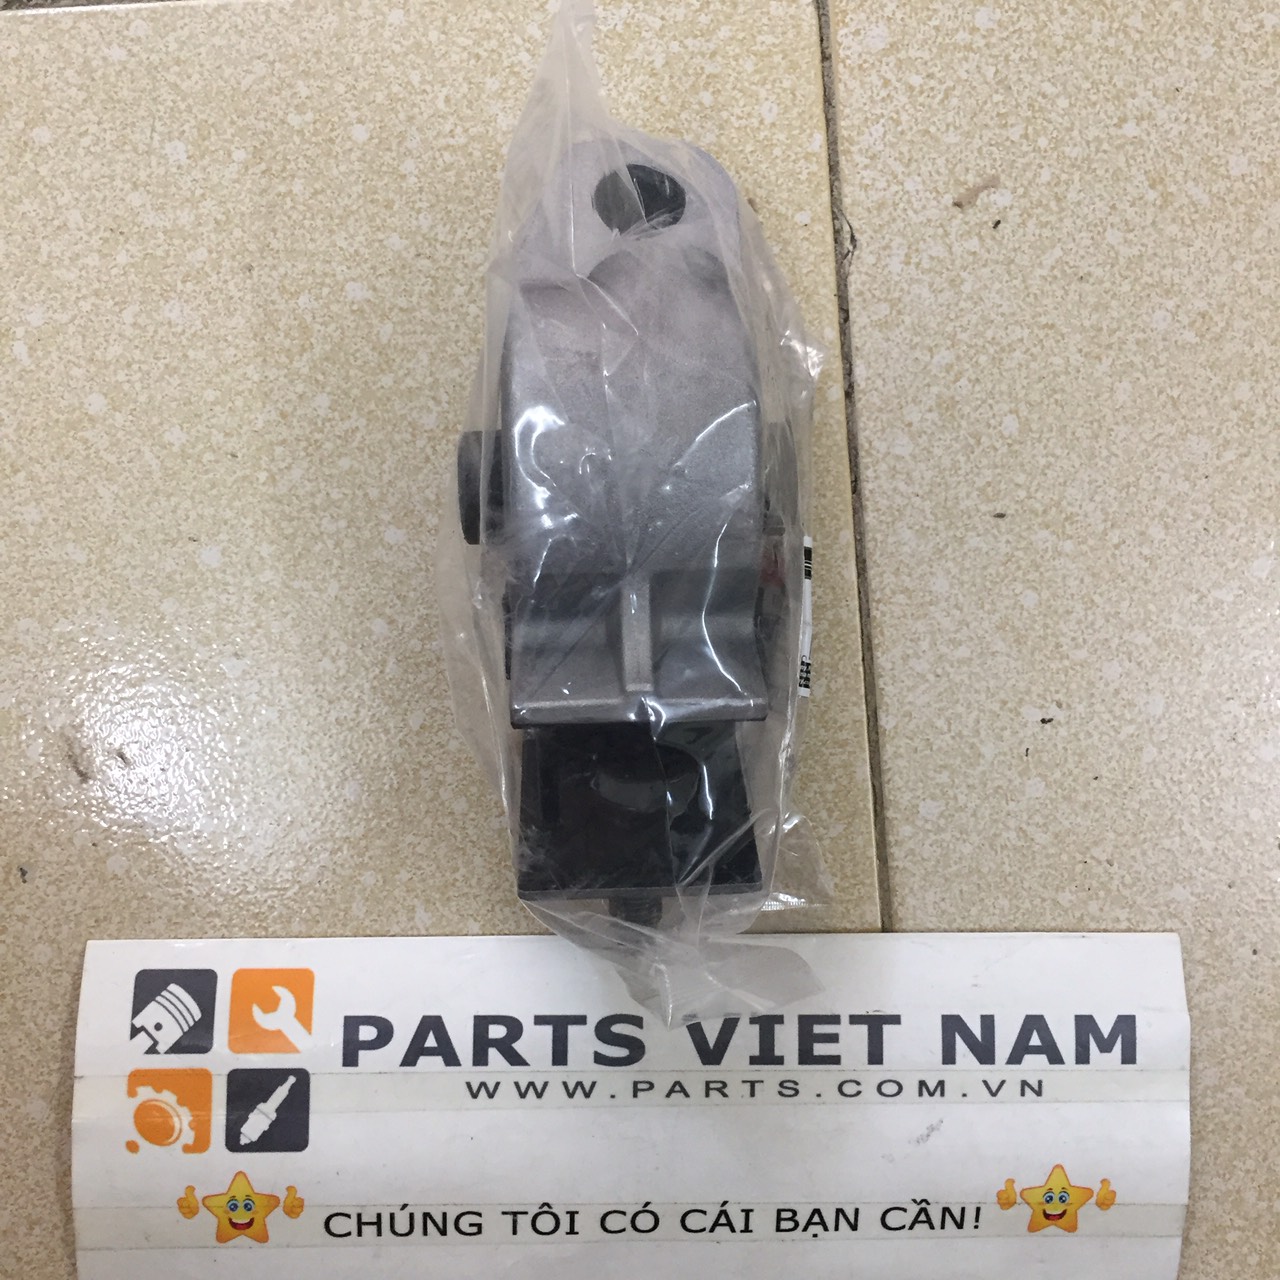 PARTS VIET NAM
WWW.PARTS.COM.VN
CHÚNG TÔI CÓ CÁI BẠN CẦN!